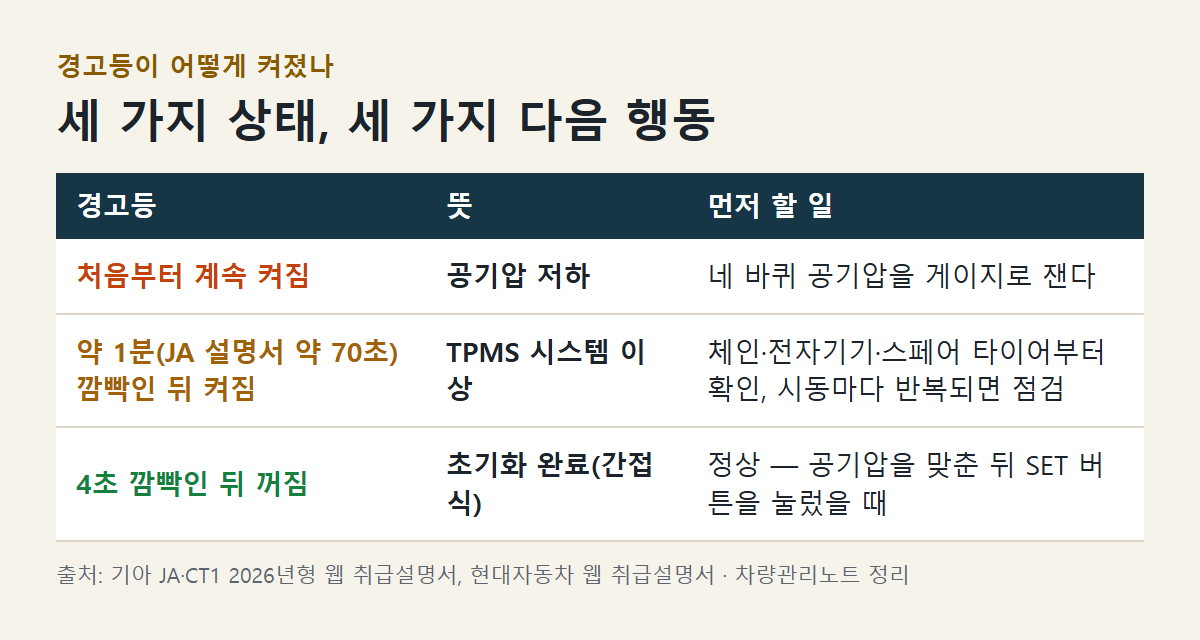 경고등이 어떻게 켜졌나
세 가지 상태, 세 가지 다음 행동
경고등 뜻 먼저 할 일
처음부터 계속 켜짐 공기압 저하 네 바퀴 공기압을 게이지로 잰다
약 1분(JA 설명서 약 70초)
깜빡인 뒤 켜짐
TPMS 시스템 이
상
체인·전자기기·스페어 타이어부터
확인, 시동마다 반복되면 점검
4초 깜빡인 뒤 꺼짐
초기화 완료(간접
식)
정상 — 공기압을 맞춘 뒤 SET 버
튼을 눌렀을 때
출처: 기아 JA·CT1 2026년형 웹 취급설명서, 현대자동차 웹 취급설명서 · 차량관리노트 정리